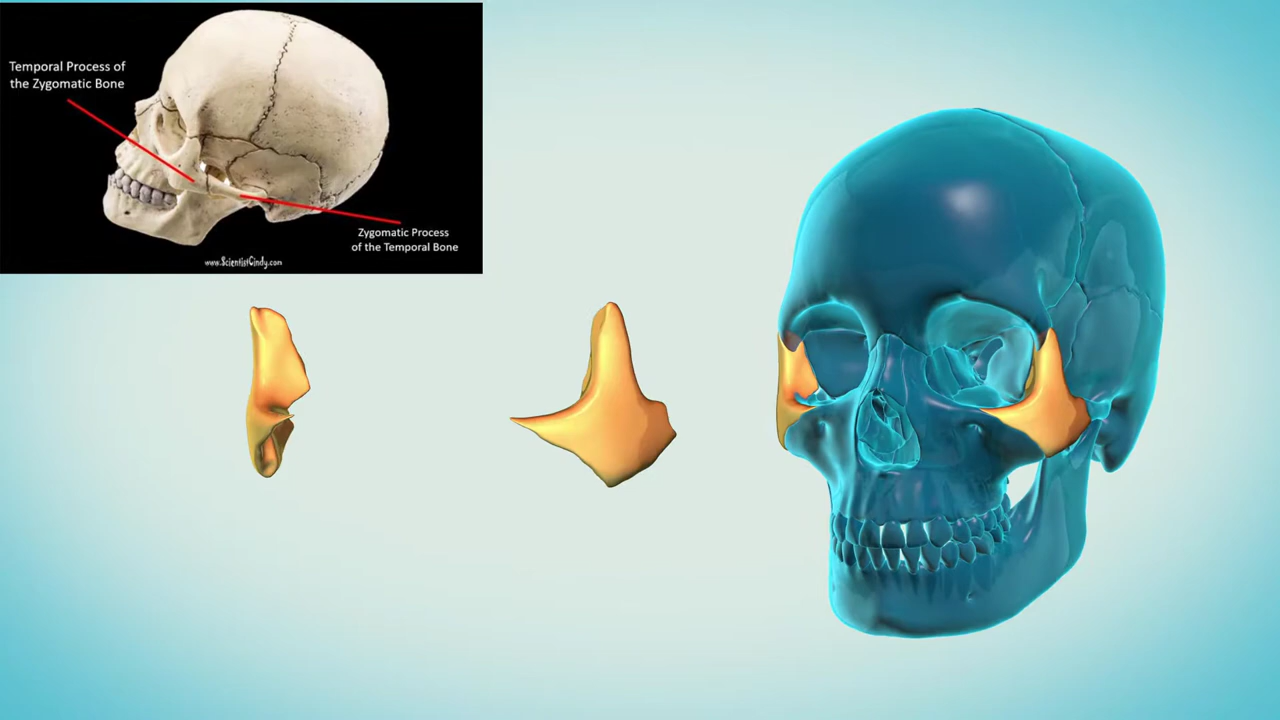 Temporal Process of
the Zygomatic Bone
Zygomatic Process
of the Temporal Bone
www.ScientistCindy.com